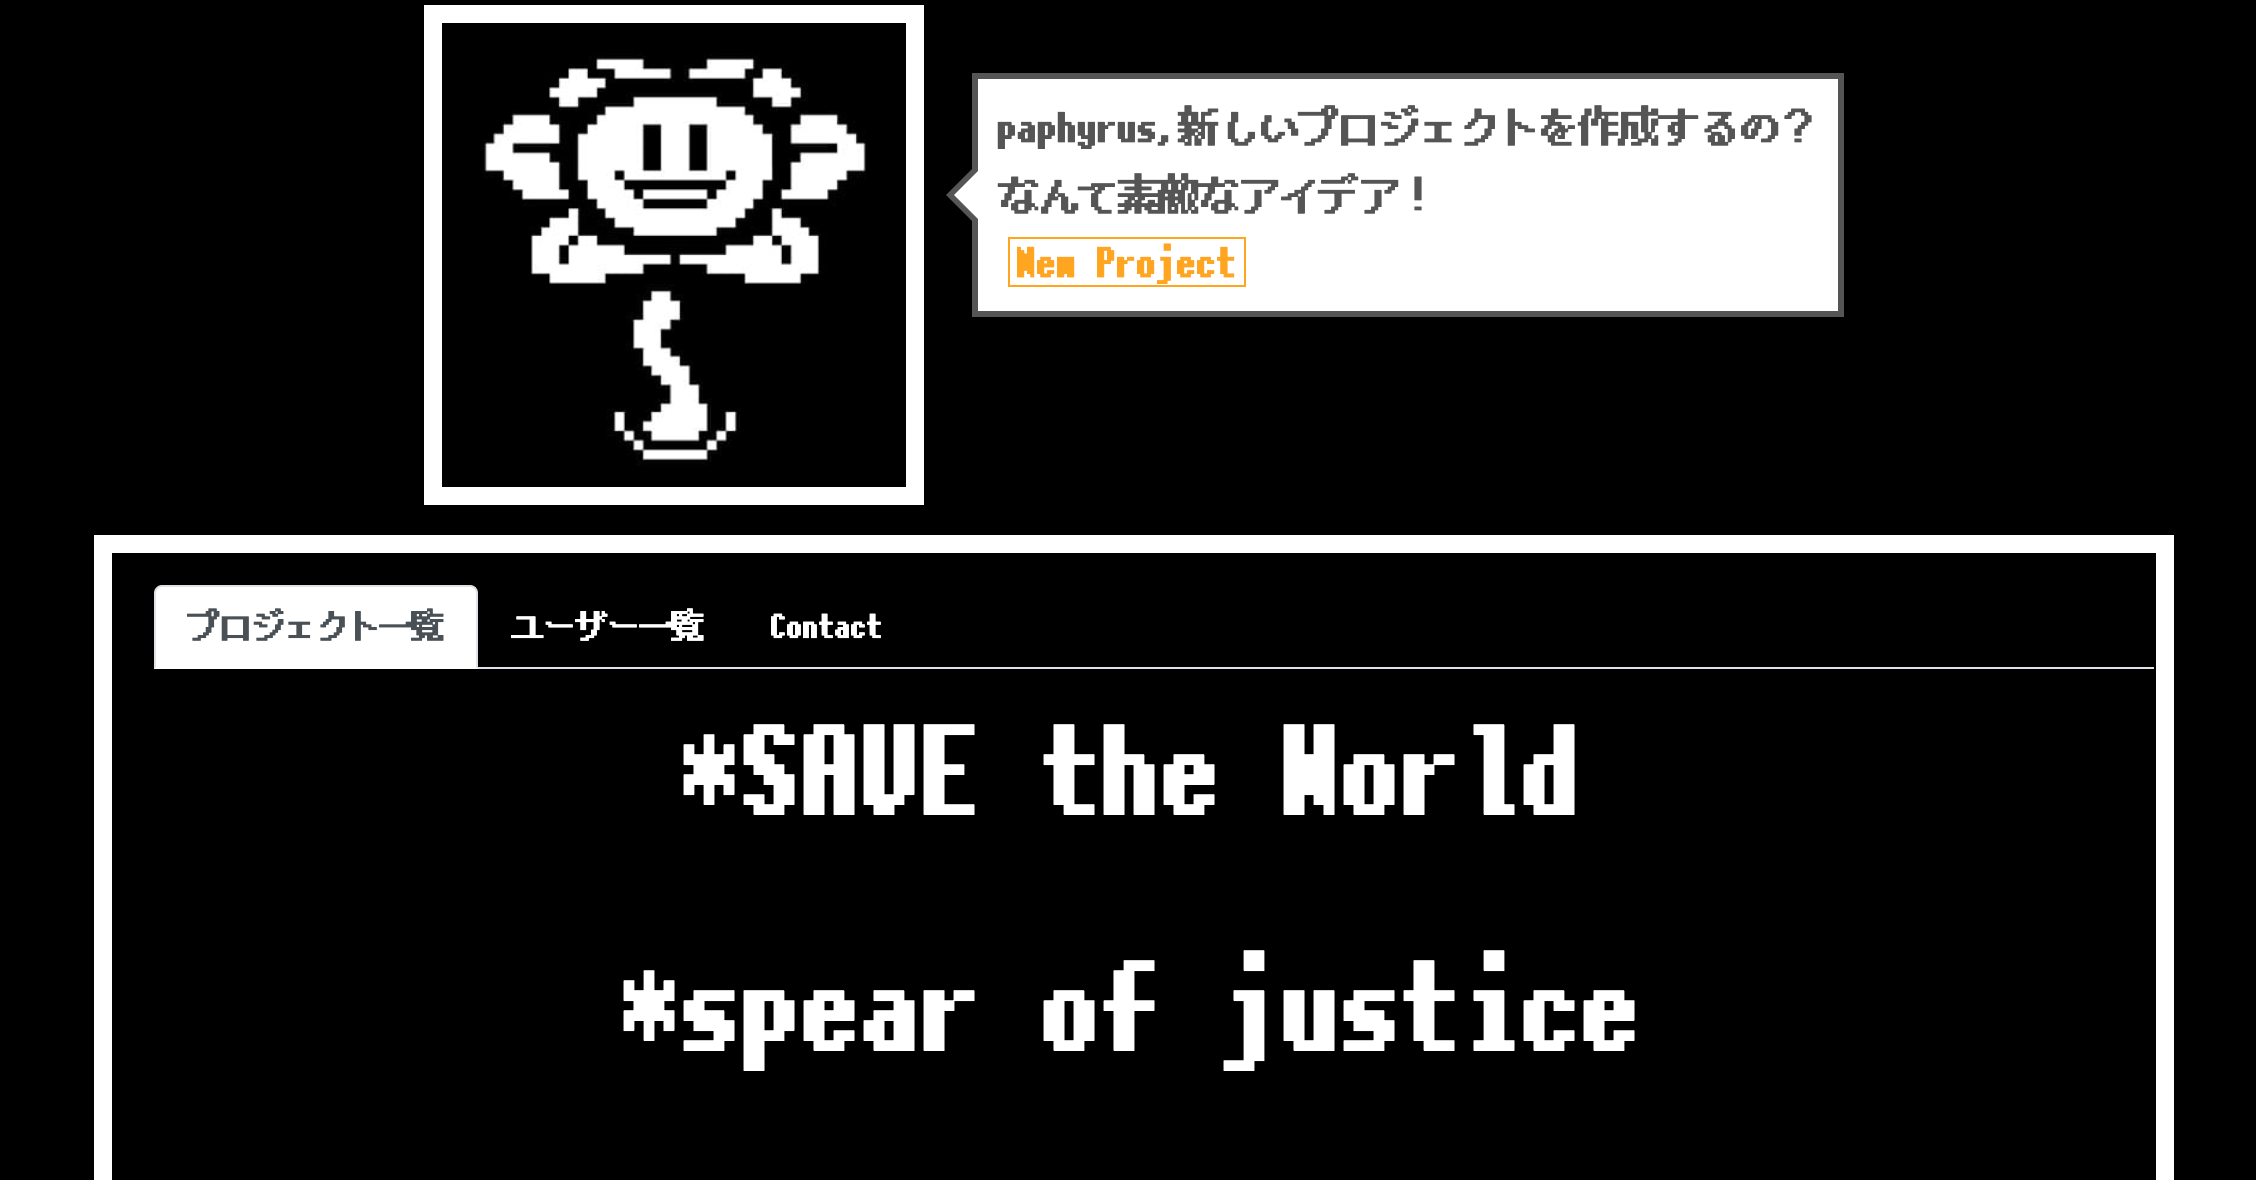 paphyrus,新しいプロジェクトを作成するの？
なんて素敵なアイデア！
New Project
プロジェクト一覧 ユーザー一覧 Contact
*SAVE the World
*spear of justice